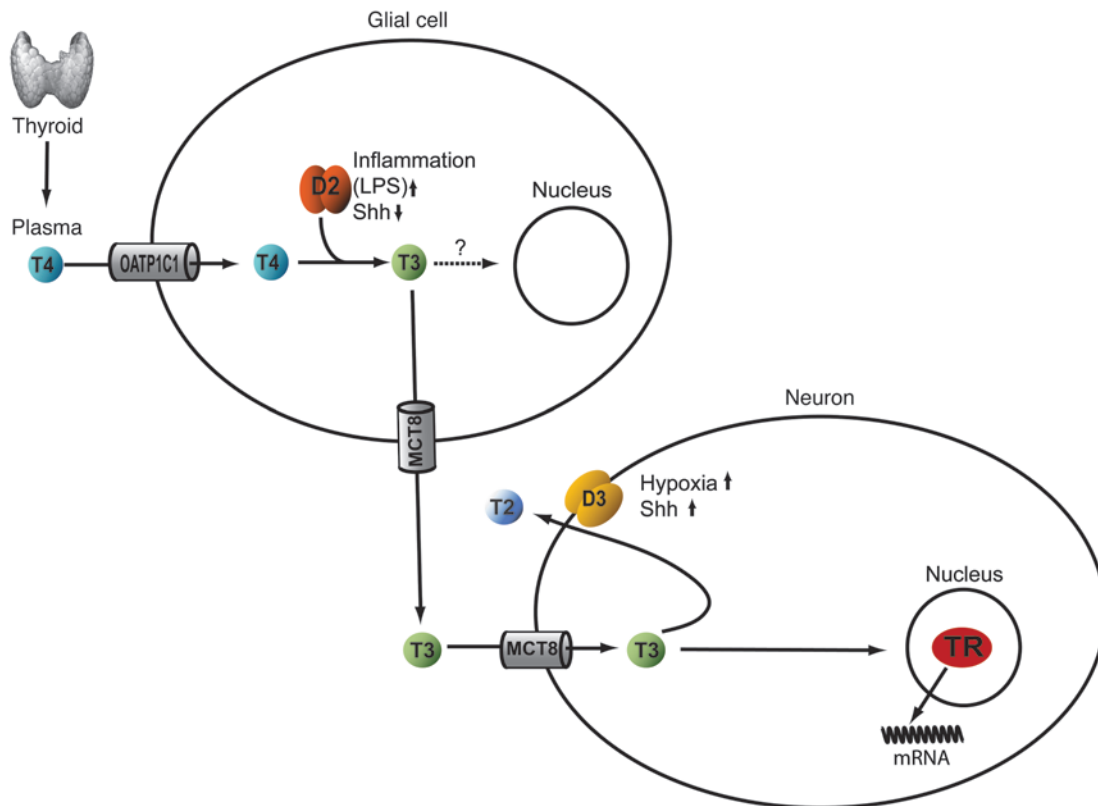 Glial cell
Thyroid
Plasma
T4
OATP1C1
T4
D2
Inflammation
(LPS)↑
Shh↓
T3
?
Nucleus
MCT8
Neuron
T2
D3
Hypoxia ↑
Shh ↑
T3
MCT8
T3
Nucleus
TR
mRNA